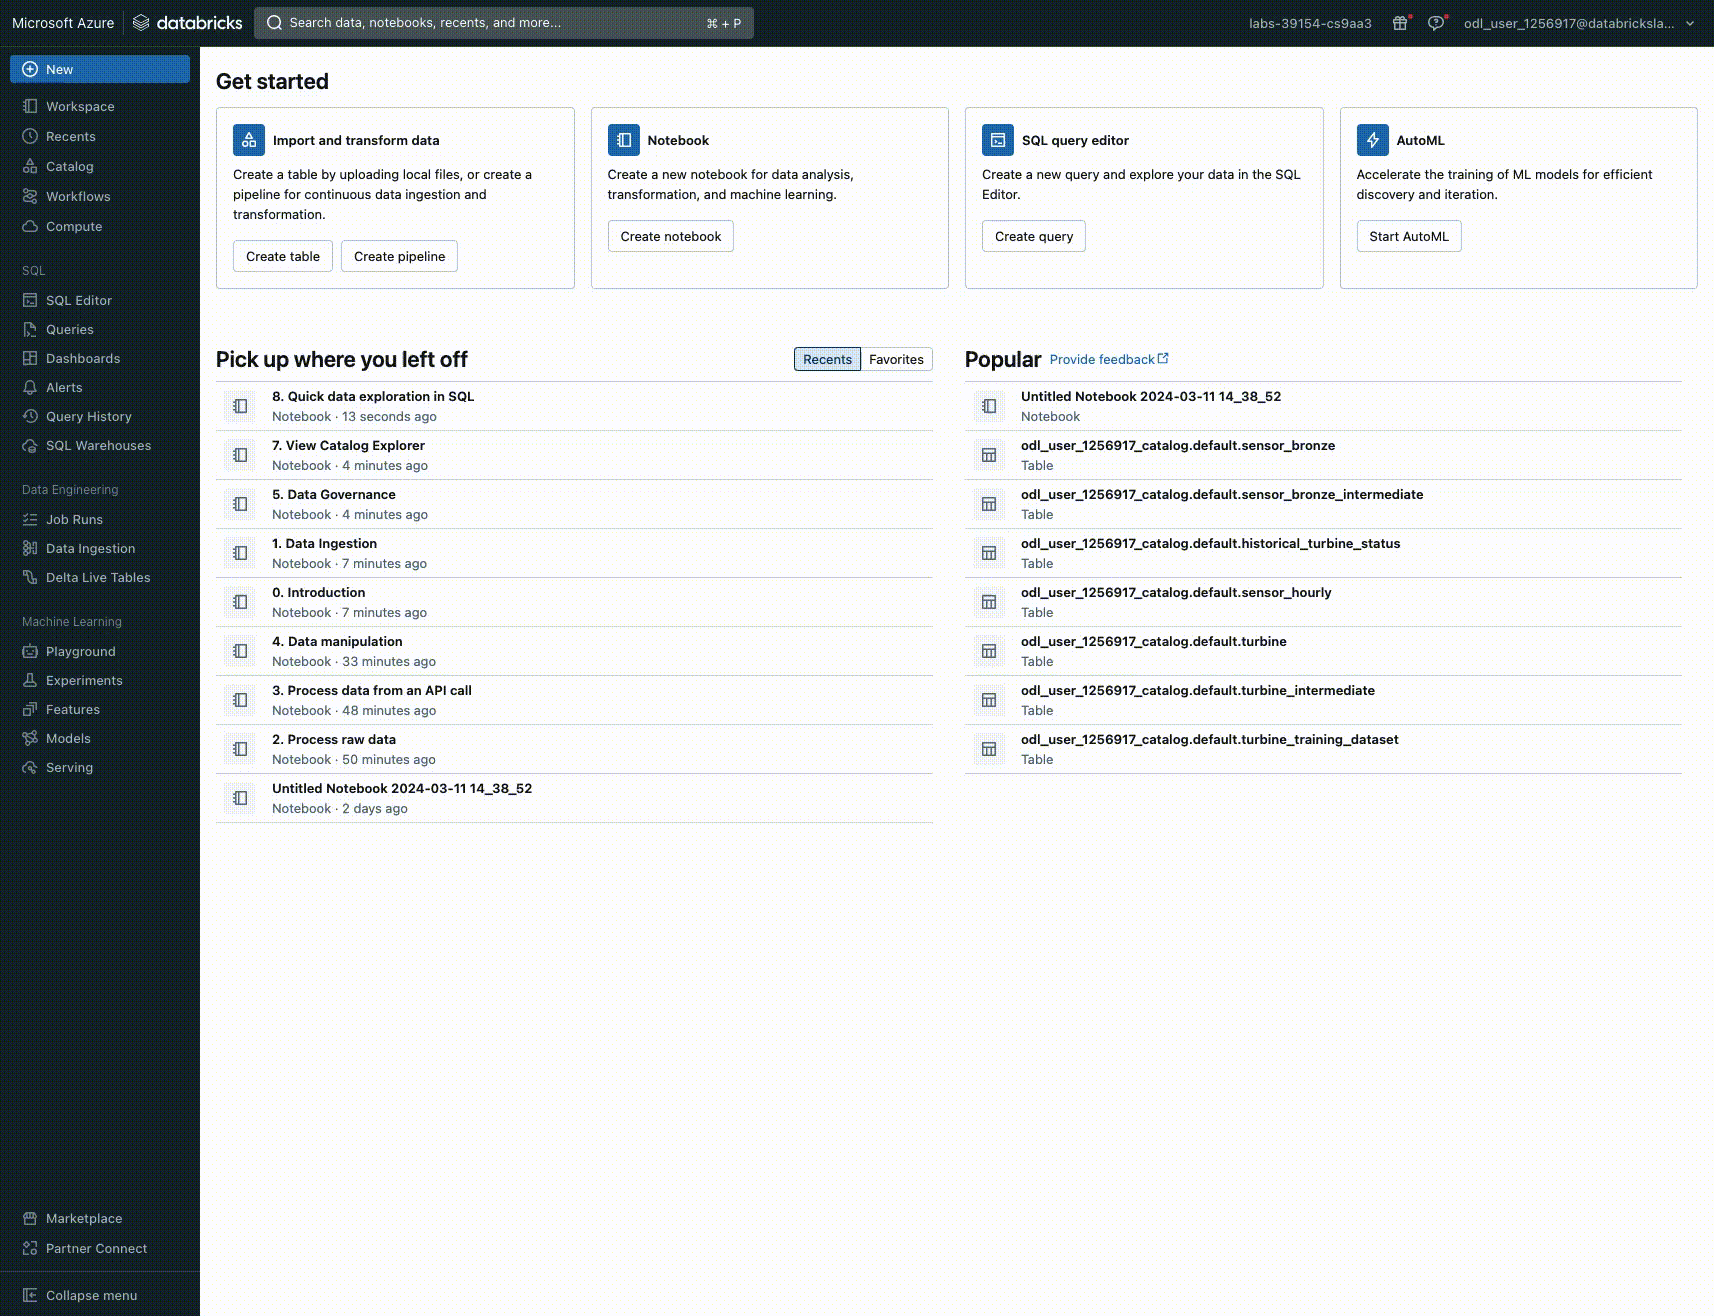 Microsoft Azure databricks Search data, notebooks, recents, and more... ⌘ + P labs-39154-cs9aa3 odl_user_1256917@databricksla...
New
Workspace
Recents
Catalog
Workflows
Compute
SQL
SQL Editor
Queries
Dashboards
Alerts
Query History
SQL Warehouses
Data Engineering
Job Runs
Data Ingestion
Delta Live Tables
Machine Learning
Playground
Experiments
Features
Models
Serving
Marketplace
Partner Connect
Collapse menu
Get started
Import and transform data
Create a table by uploading local files, or create a
pipeline for continuous data ingestion and
transformation.
Create table Create pipeline
Notebook
Create a new notebook for data analysis,
transformation, and machine learning.
Create notebook
SQL query editor
Create a new query and explore your data in the SQL
Editor.
Create query
AutoML
Accelerate the training of ML models for efficient
discovery and iteration.
Start AutoML
Pick up where you left off Recents Favorites
8. Quick data exploration in SQL
Notebook · 13 seconds ago
7. View Catalog Explorer
Notebook · 4 minutes ago
5. Data Governance
Notebook · 4 minutes ago
1. Data Ingestion
Notebook · 7 minutes ago
0. Introduction
Notebook · 7 minutes ago
4. Data manipulation
Notebook · 33 minutes ago
3. Process data from an API call
Notebook · 48 minutes ago
2. Process raw data
Notebook · 50 minutes ago
Untitled Notebook 2024-03-11 14_38_52
Notebook · 2 days ago
Popular Provide feedback
Untitled Notebook 2024-03-11 14_38_52
Notebook
odl_user_1256917_catalog.default.sensor_bronze
Table
odl_user_1256917_catalog.default.sensor_bronze_intermediate
Table
odl_user_1256917_catalog.default.historical_turbine_status
Table
odl_user_1256917_catalog.default.sensor_hourly
Table
odl_user_1256917_catalog.default.turbine
Table
odl_user_1256917_catalog.default.turbine_intermediate
Table
odl_user_1256917_catalog.default.turbine_training_dataset
Table